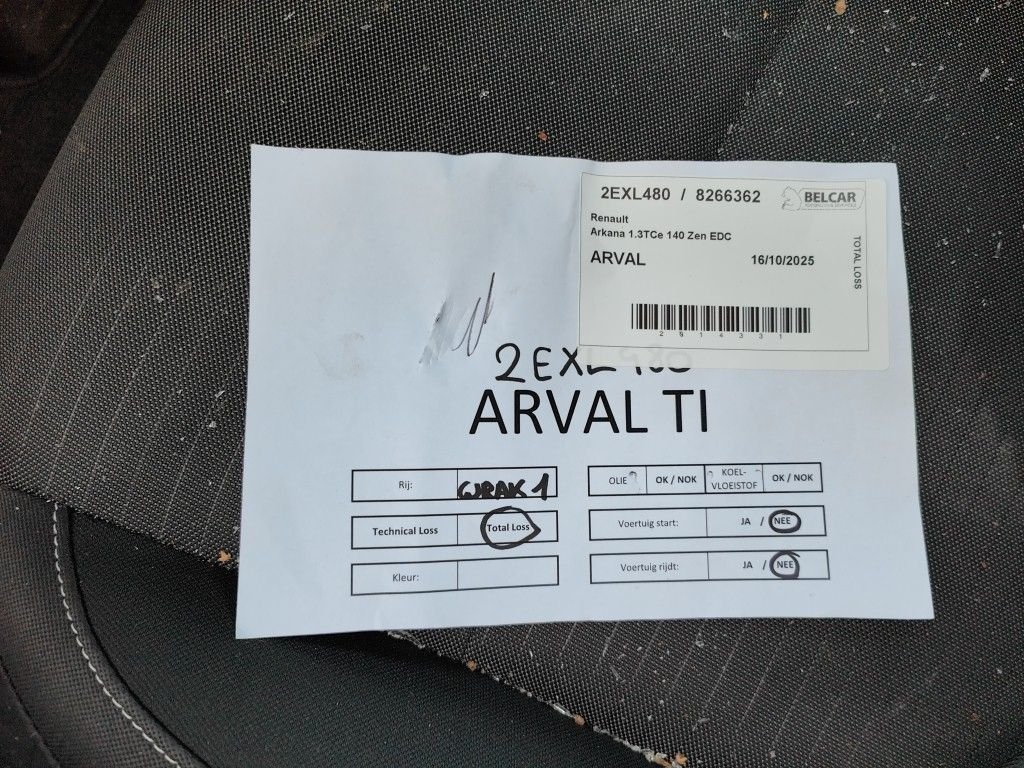 2EXL480 / 8266362
BELCAR
Renault
Arkana 1.3TCe 140 Zen EDC
ARVAL 16/10/2025
TOTAL LOSS
2914331
2EXL480
ARVAL TI
Rij: WRAK 1
Technical Loss Total Loss
Kleur:
OLIE OK / NOK KOEL-VLOEISTOF OK / NOK
Voertuig start: JA / NEE
Voertuig rijdt: JA / NEE